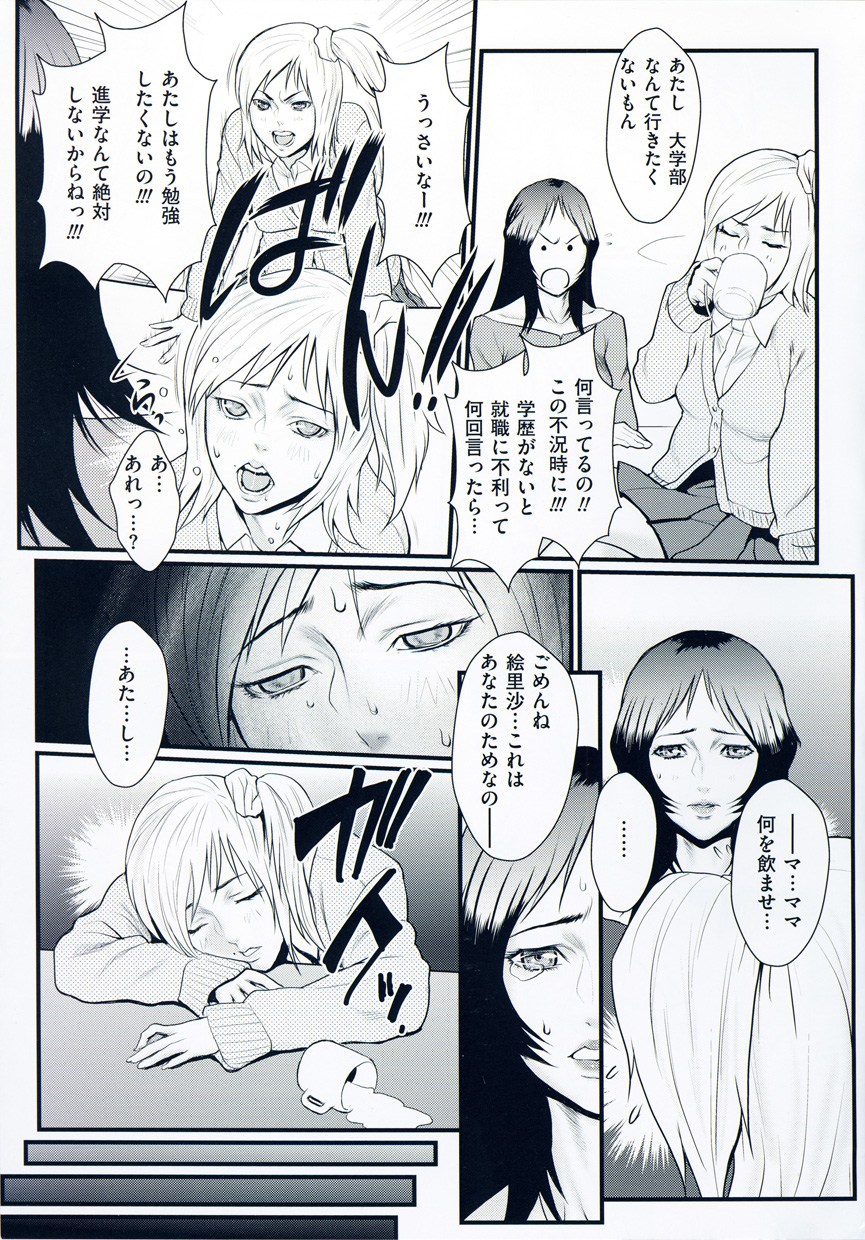 あたし 大学部
なんて行きたく
ないもん
何言ってるの!!
この不況時に!!!
学歴がないと
就職に不利って
何回言ったら…
うっさいなー!!!
あたしはもう勉強
したくないの!!!
進学なんて絶対
しないからねっ!!!
ばん!!
くらっ
あ…
あれっ…?
…あた…し…
――マ…ママ
何を飲ませ…
……
ごめんね
絵里沙…これは
あなたのためなの――
ガクッ